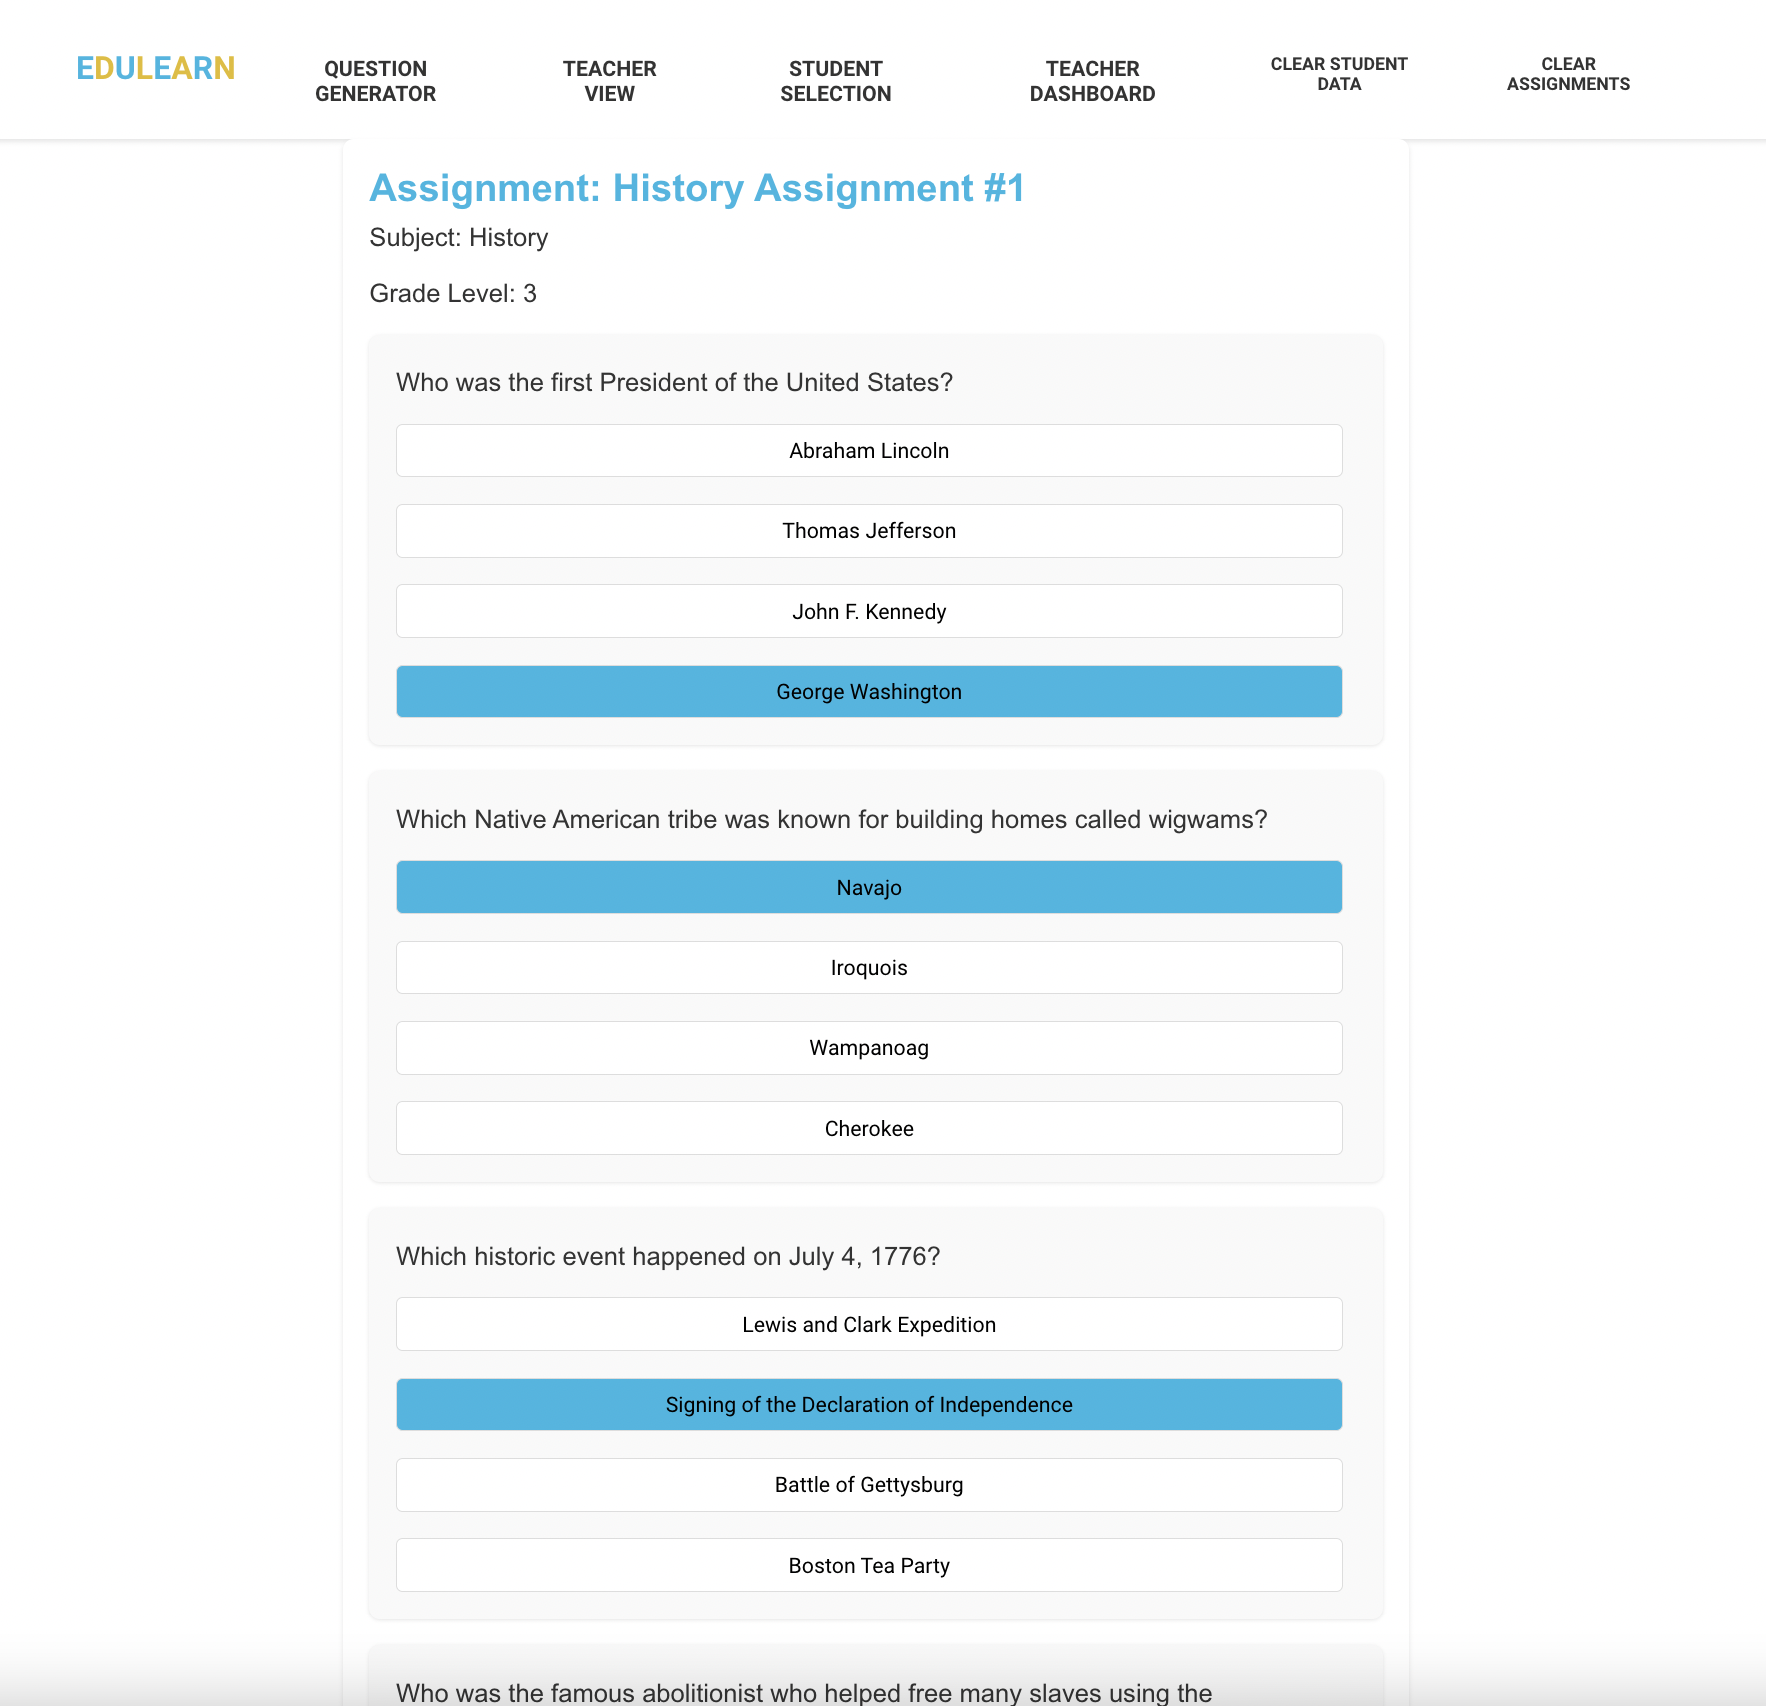 EDULEARN
QUESTION
GENERATOR
TEACHER
VIEW
STUDENT
SELECTION
TEACHER
DASHBOARD
CLEAR STUDENT
DATA
CLEAR
ASSIGNMENTS
Assignment: History Assignment #1
Subject: History
Grade Level: 3
Who was the first President of the United States?
Abraham Lincoln
Thomas Jefferson
John F. Kennedy
George Washington
Which Native American tribe was known for building homes called wigwams?
Navajo
Iroquois
Wampanoag
Cherokee
Which historic event happened on July 4, 1776?
Lewis and Clark Expedition
Signing of the Declaration of Independence
Battle of Gettysburg
Boston Tea Party
Who was the famous abolitionist who helped free many slaves using the